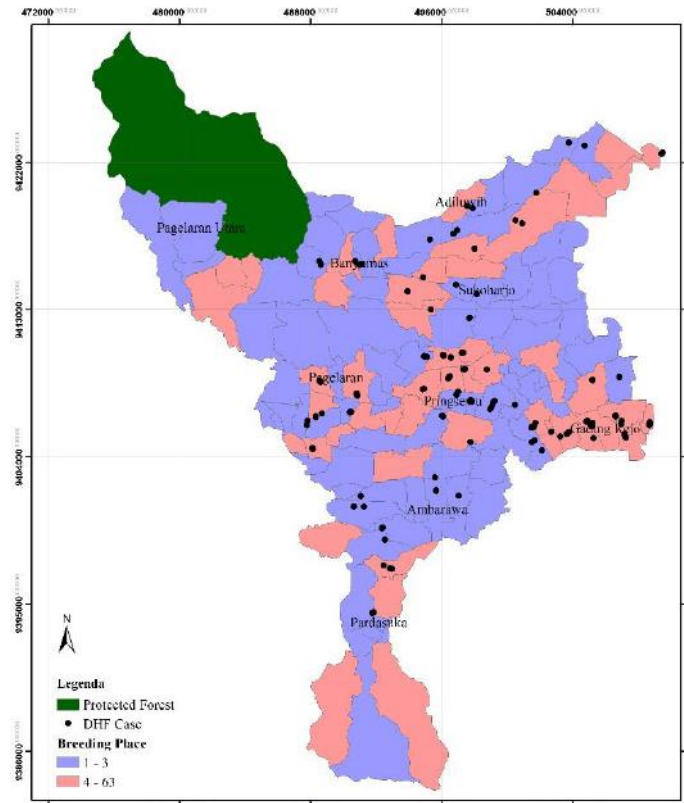 472000 480000 488000 496000 504000
9422000
9413000
9404000
9395000
9386000
Adiluwih
Pagelaran Utara
Banyumas
Sukoharjo
Pagelaran
Pringsewu
Gading Rejo
Ambarawa
Pardasuka
N
Legenda
Protected Forest
DHF Case
Breeding Place
1 - 3
4 - 63